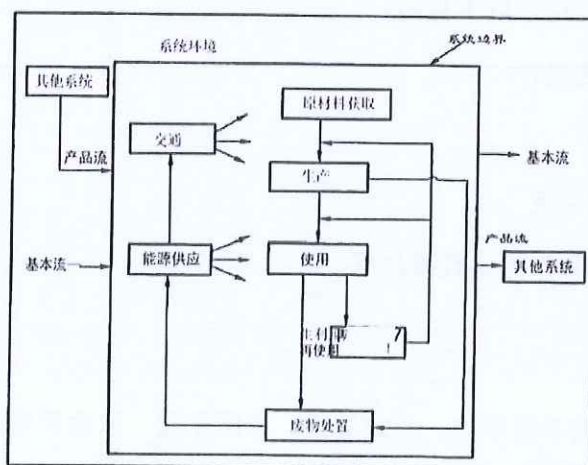 系统环境
系统边界
其他系统
产品流
基本流
交通
能源供应
原材料获取
生产
使用
再使用
废物处置
基本流
产品流
其他系统